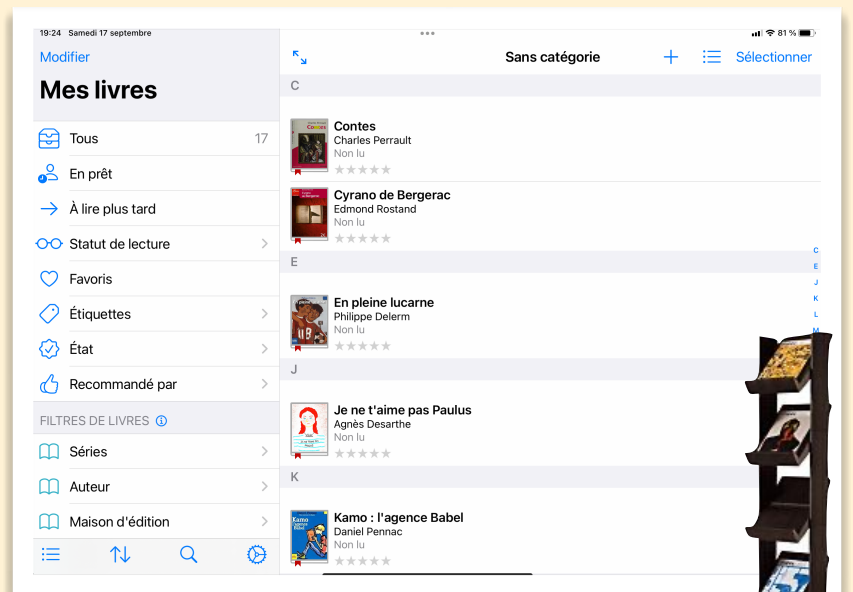 19:24 Samedi 17 septembre
81 %
Modifier
Mes livres
Tous 17
En prêt
À lire plus tard
Statut de lecture
Favoris
Étiquettes
État
Recommandé par
FILTRES DE LIVRES
Séries
Auteur
Maison d'édition
Sans catégorie
Sélectionner
C
Contes
Contes
Charles Perrault
Non lu
Cyrano de Bergerac
Edmond Rostand
Non lu
E
En pleine lucarne
Philippe Delerm
Non lu
J
Je ne t'aime pas Paulus
Agnès Desarthe
Non lu
K
Kamo
Kamo : l'agence Babel
Daniel Pennac
Non lu
C
E
J
K
L
M